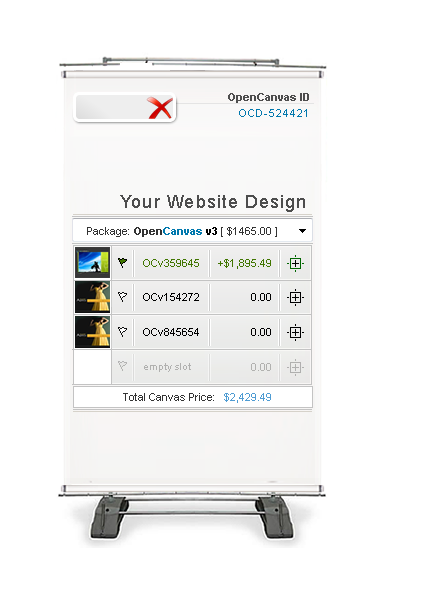 OpenCanvas ID
OCD-524421
Your Website Design
Package: OpenCanvas v3 [ $1465.00 ]
OCv359645 +$1,895.49
OCv154272 0.00
OCv845654 0.00
empty slot 0.00
Total Canvas Price: $2,429.49